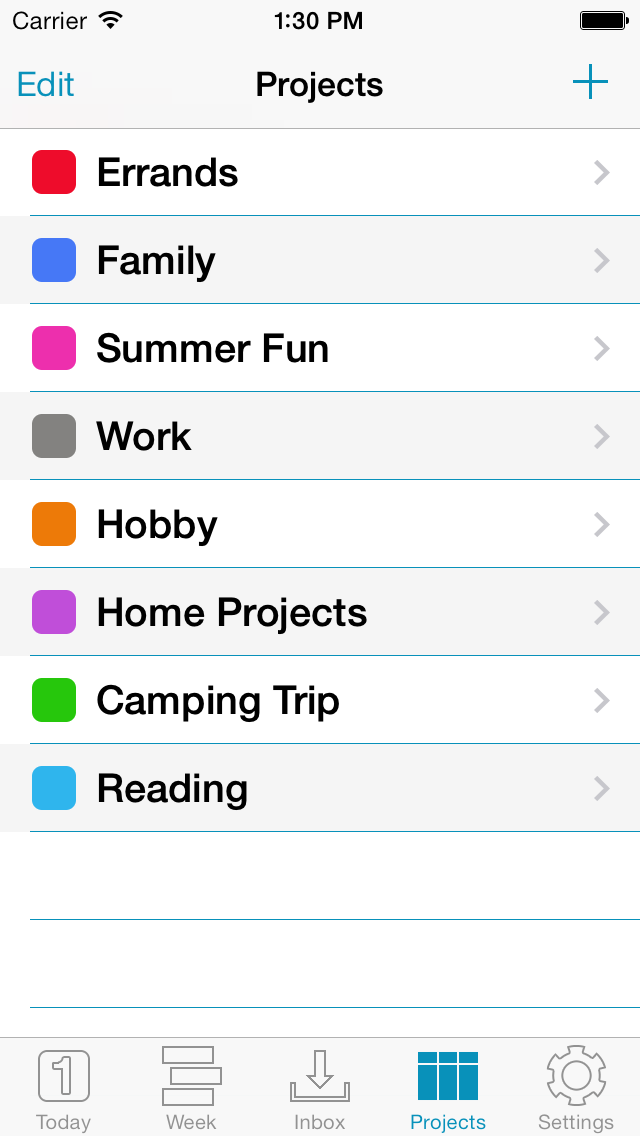 Carrier 1:30 PM
Edit Projects
Errands
Family
Summer Fun
Work
Hobby
Home Projects
Camping Trip
Reading
1
Today Week Inbox Projects Settings